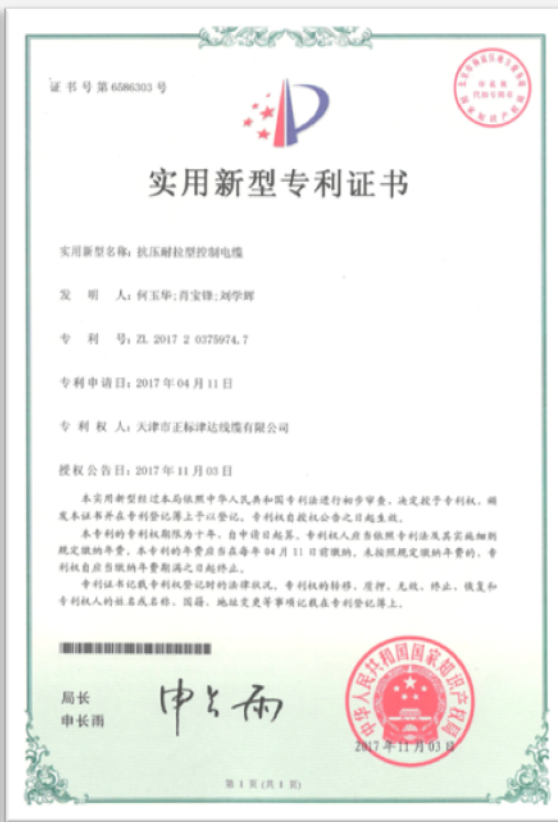 证书号第6586303号
实用新型专利证书
实用新型名称：抗压耐拉型控制电缆
发 明 人：何玉华；肖宝锋；刘学辉
专 利 号：ZL 2017 2 0375974.7
专利申请日：2017年04月11日
专 利 权 人：天津市正标津达线缆有限公司
授权公告日：2017年11月03日
本实用新型经过本局依照中华人民共和国专利法进行初步审查，决定授予专利权，颁
发本证书并在专利登记簿上予以登记。专利权自授权公告之日起生效。
本专利的专利权期限为十年，自申请日起算。专利权人应当依照专利法及其实施细则
规定缴纳年费。本专利的年费应当在每年04月11日前缴纳。未按照规定缴纳年费的，专
利权自应当缴纳年费期满之日起终止。
专利证书记载专利权登记时的法律状况。专利权的转移、质押、无效、终止、恢复和
专利权人的姓名或名称、国籍、地址变更等事项记载在专利登记簿上。
局长
申长雨
申长雨
中华人民共和国国家知识产权局
2017年11月03日
第 1 页 (共 1 页)